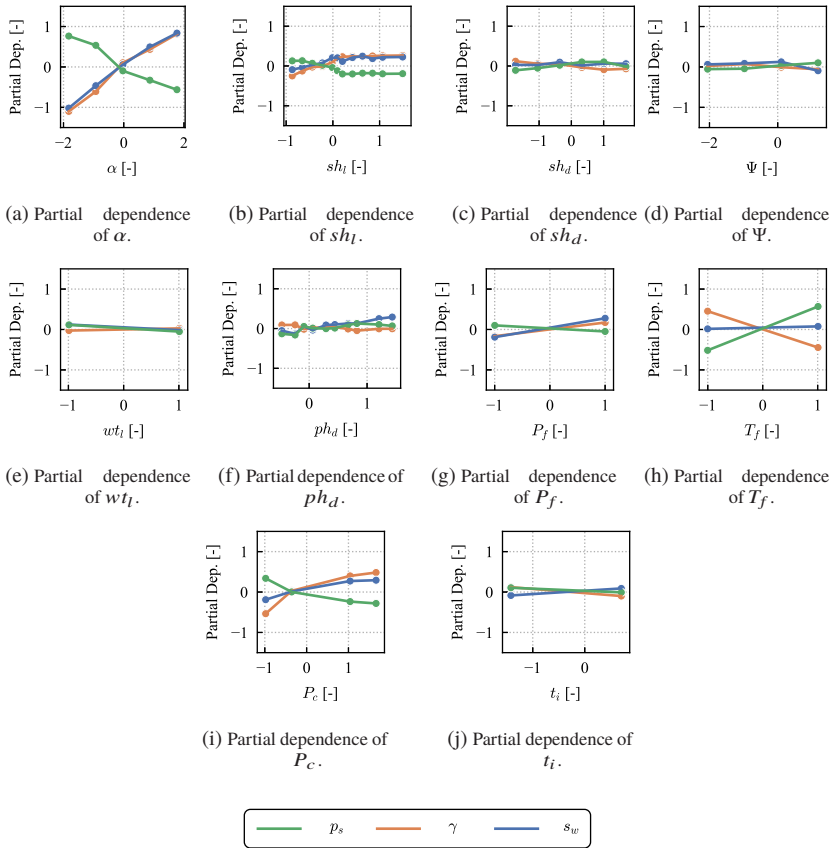 Partial Dep. [-]
1
0
−1
−2
0
2
α [-]
(a) Partial dependence
of α.
Partial Dep. [-]
1
0
−1
−1
0
1
sh_l [-]
(b) Partial dependence
of sh_l.
Partial Dep. [-]
1
0
−1
−1
0
1
sh_d [-]
(c) Partial dependence
of sh_d.
Partial Dep. [-]
1
0
−1
−2
0
Ψ [-]
(d) Partial dependence
of Ψ.
Partial Dep. [-]
1
0
−1
−1
0
1
wt_l [-]
(e) Partial dependence
of wt_l.
Partial Dep. [-]
1
0
−1
0
1
ph_d [-]
(f) Partial dependence of
ph_d.
Partial Dep. [-]
1
0
−1
−1
0
1
P_f [-]
(g) Partial dependence
of P_f.
Partial Dep. [-]
1
0
−1
−1
0
1
T_f [-]
(h) Partial dependence
of T_f.
Partial Dep. [-]
1
0
−1
−1
0
1
P_c [-]
(i) Partial dependence of
P_c.
Partial Dep. [-]
1
0
−1
−1
0
t_i [-]
(j) Partial dependence of
t_i.
p_s γ s_w